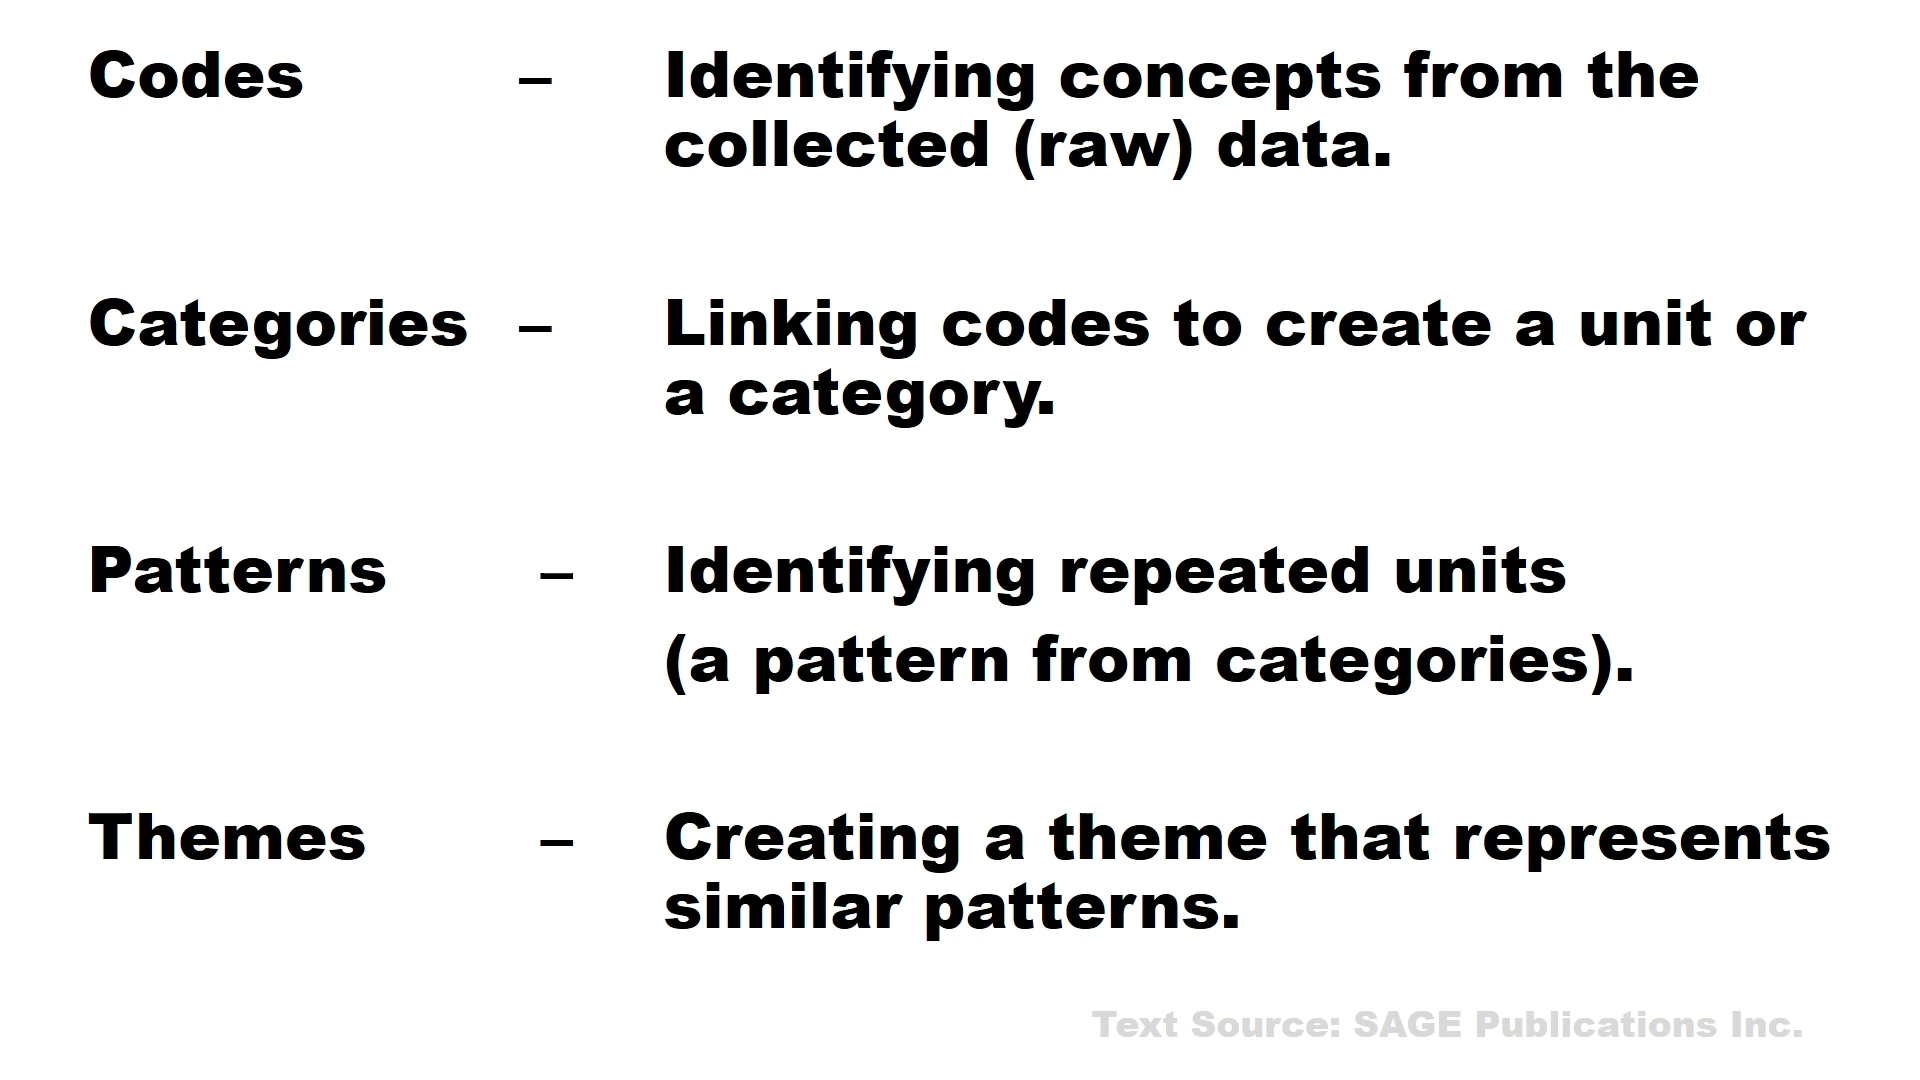 Codes – Identifying concepts from the
collected (raw) data.
Categories – Linking codes to create a unit or
a category.
Patterns – Identifying repeated units
(a pattern from categories).
Themes – Creating a theme that represents
similar patterns.
Text Source: SAGE Publications Inc.